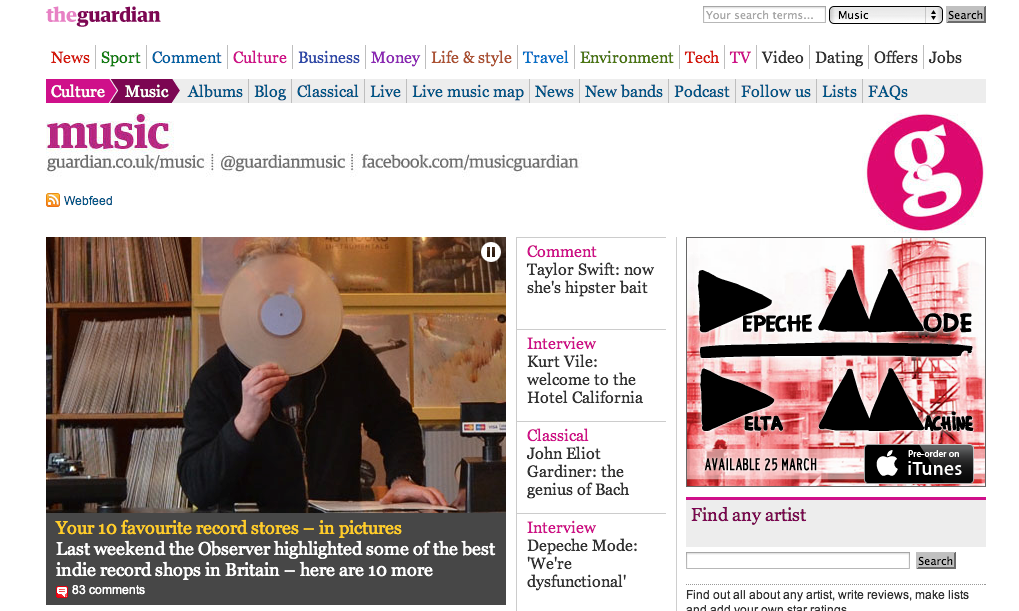 theguardian
Your search terms... Music Search
News Sport Comment Culture Business Money Life & style Travel Environment Tech TV Video Dating Offers Jobs
Culture Music Albums Blog Classical Live Live music map News New bands Podcast Follow us Lists FAQs
music
guardian.co.uk/music @guardianmusic facebook.com/musicguardian
g
Webfeed
Your 10 favourite record stores – in pictures
Last weekend the Observer highlighted some of the best
indie record shops in Britain – here are 10 more
83 comments
Comment
Taylor Swift: now
she's hipster bait
Interview
Kurt Vile:
welcome to the
Hotel California
Classical
John Eliot
Gardiner: the
genius of Bach
Interview
Depeche Mode:
'We're
dysfunctional'
DEPECHE MODE
DELTA MACHINE
AVAILABLE 25 MARCH
Pre-order on
iTunes
Find any artist
Search
Find out all about any artist, write reviews, make lists
and add your own star ratings